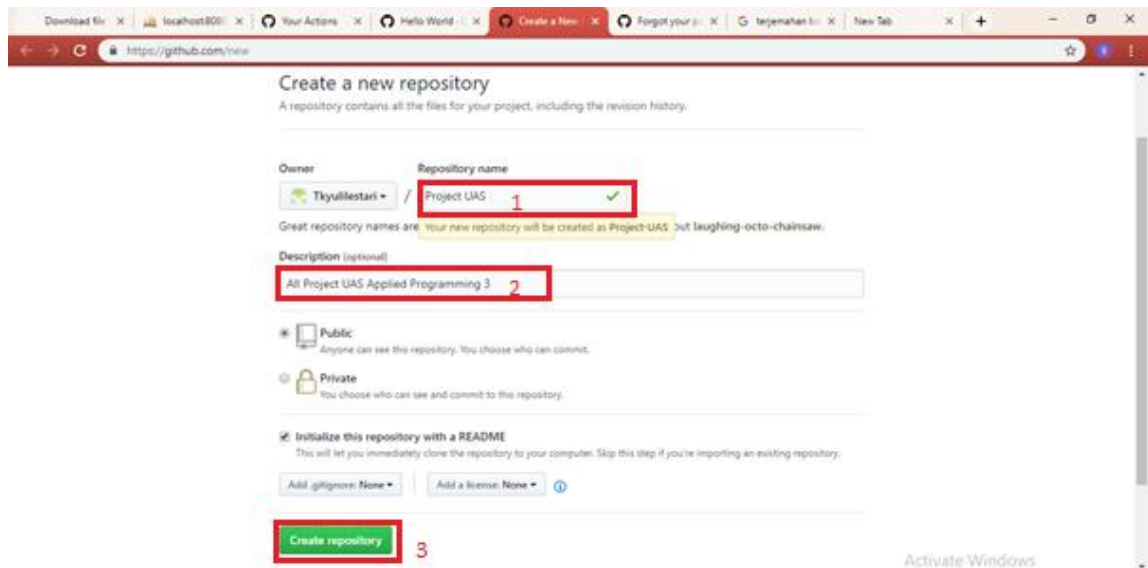 Download fil
localhost:808
Your Actions
Hello World
Create a New
Forgot your p
terjemahan
New Tab
https://github.com/new
Create a new repository
A repository contains all the files for your project, including the revision history.
Owner Repository name
Tkyulilestari / Project UAS 1
Great repository names are Your new repository will be created as Project-UAS out laughing-octo-chainsaw.
Description (optional)
All Project UAS Applied Programming 3 2
Public
Anyone can see this repository. You choose who can commit.
Private
You choose who can see and commit to this repository.
Initialize this repository with a README
This will let you immediately clone the repository to your computer. Skip this step if you're importing an existing repository.
Add .gitignore: None Add a license: None
Create repository 3
Activate Windows